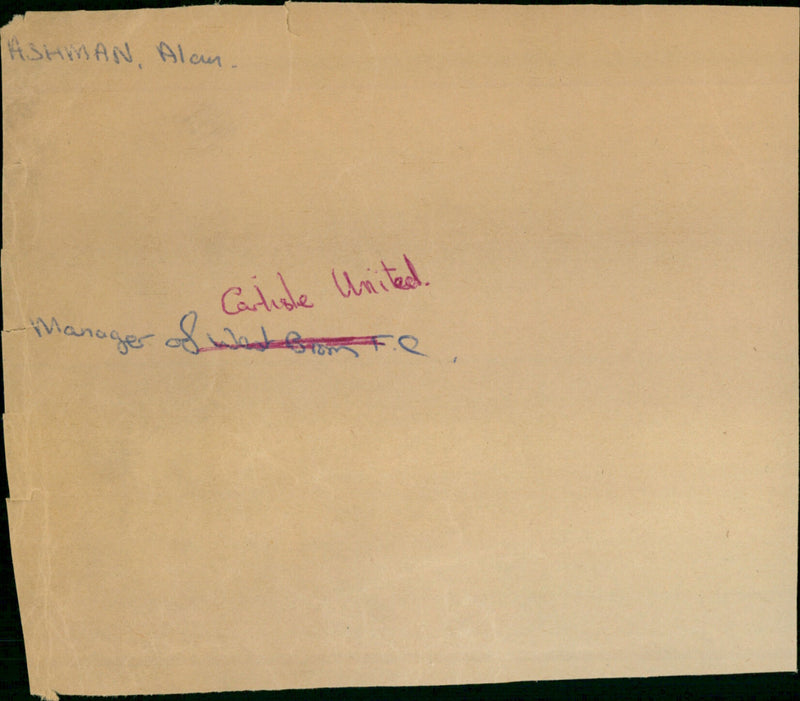 ASHMAN, Alan.
Carlisle United.
Manager of West Brom F.C.